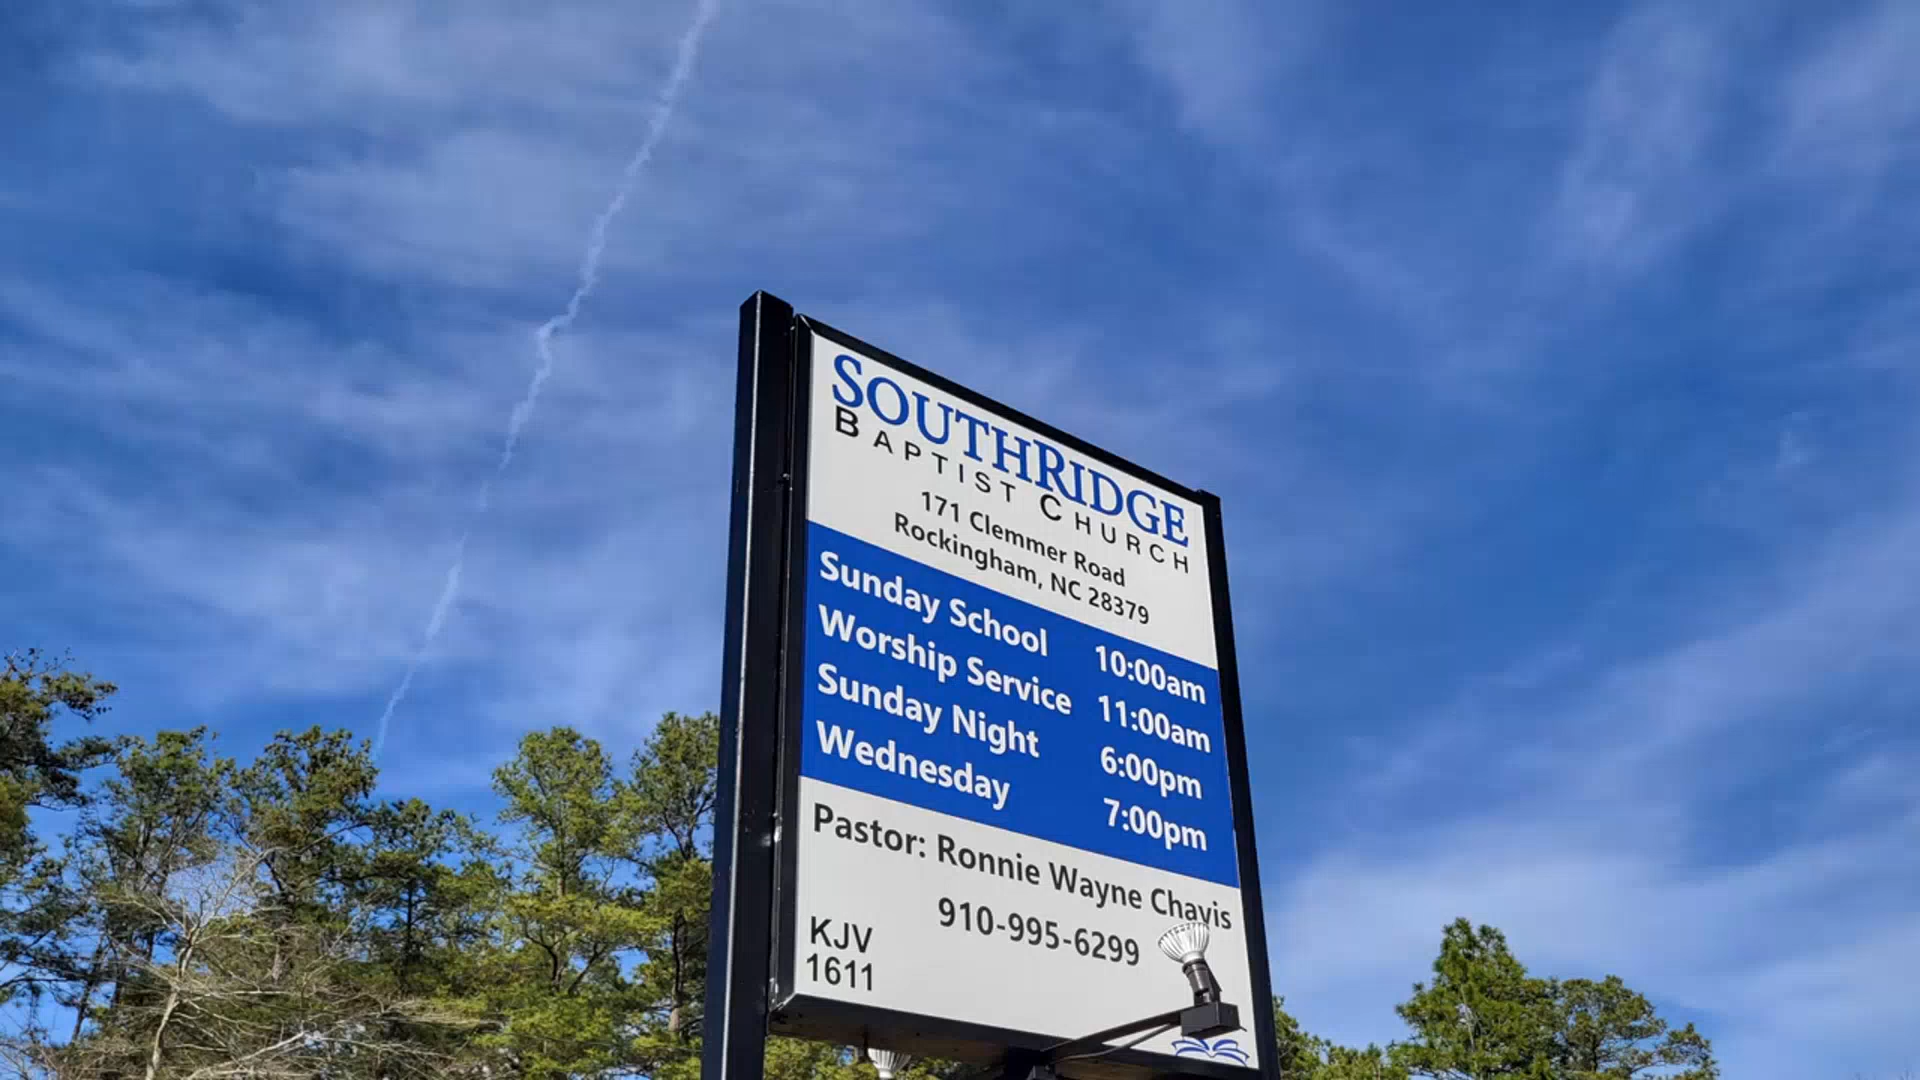 SOUTHRIDGE
BAPTIST CHURCH
171 Clemmer Road
Rockingham, NC 28379
Sunday School 10:00am
Worship Service 11:00am
Sunday Night 6:00pm
Wednesday 7:00pm
Pastor: Ronnie Wayne Chavis
910-995-6299
KJV
1611